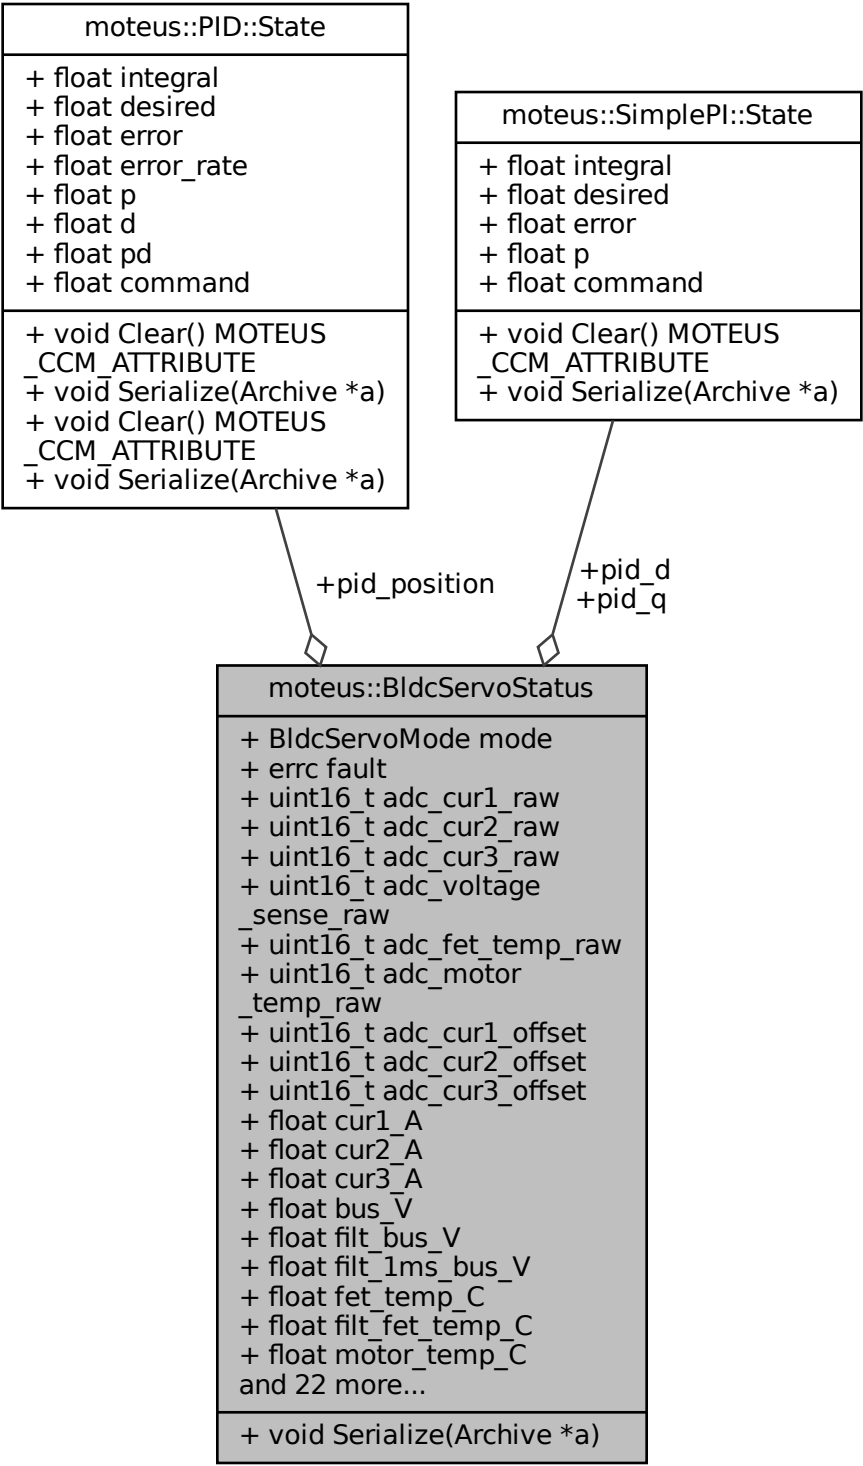 moteus::PID::State
+ float integral
+ float desired
+ float error
+ float error_rate
+ float p
+ float d
+ float pd
+ float command
+ void Clear() MOTEUS
_CCM_ATTRIBUTE
+ void Serialize(Archive *a)
+ void Clear() MOTEUS
_CCM_ATTRIBUTE
+ void Serialize(Archive *a)
moteus::SimplePI::State
+ float integral
+ float desired
+ float error
+ float p
+ float command
+ void Clear() MOTEUS
_CCM_ATTRIBUTE
+ void Serialize(Archive *a)
+pid_position
+pid_d
+pid_q
moteus::BldcServoStatus
+ BldcServoMode mode
+ errc fault
+ uint16_t adc_cur1_raw
+ uint16_t adc_cur2_raw
+ uint16_t adc_cur3_raw
+ uint16_t adc_voltage
_sense_raw
+ uint16_t adc_fet_temp_raw
+ uint16_t adc_motor
_temp_raw
+ uint16_t adc_cur1_offset
+ uint16_t adc_cur2_offset
+ uint16_t adc_cur3_offset
+ float cur1_A
+ float cur2_A
+ float cur3_A
+ float bus_V
+ float filt_bus_V
+ float filt_1ms_bus_V
+ float fet_temp_C
+ float filt_fet_temp_C
+ float motor_temp_C
and 22 more...
+ void Serialize(Archive *a)